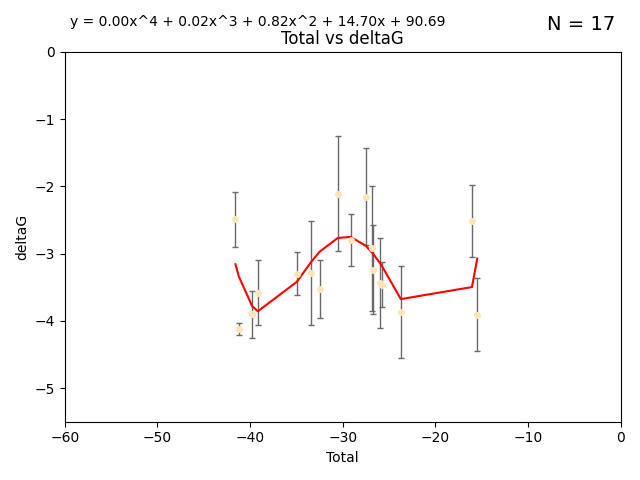 y = 0.00x^4 + 0.02x^3 + 0.82x^2 + 14.70x + 90.69
N = 17
Total vs deltaG
0
−1
−2
−3
−4
−5
deltaG
−60
−50
−40
−30
−20
−10
0
Total